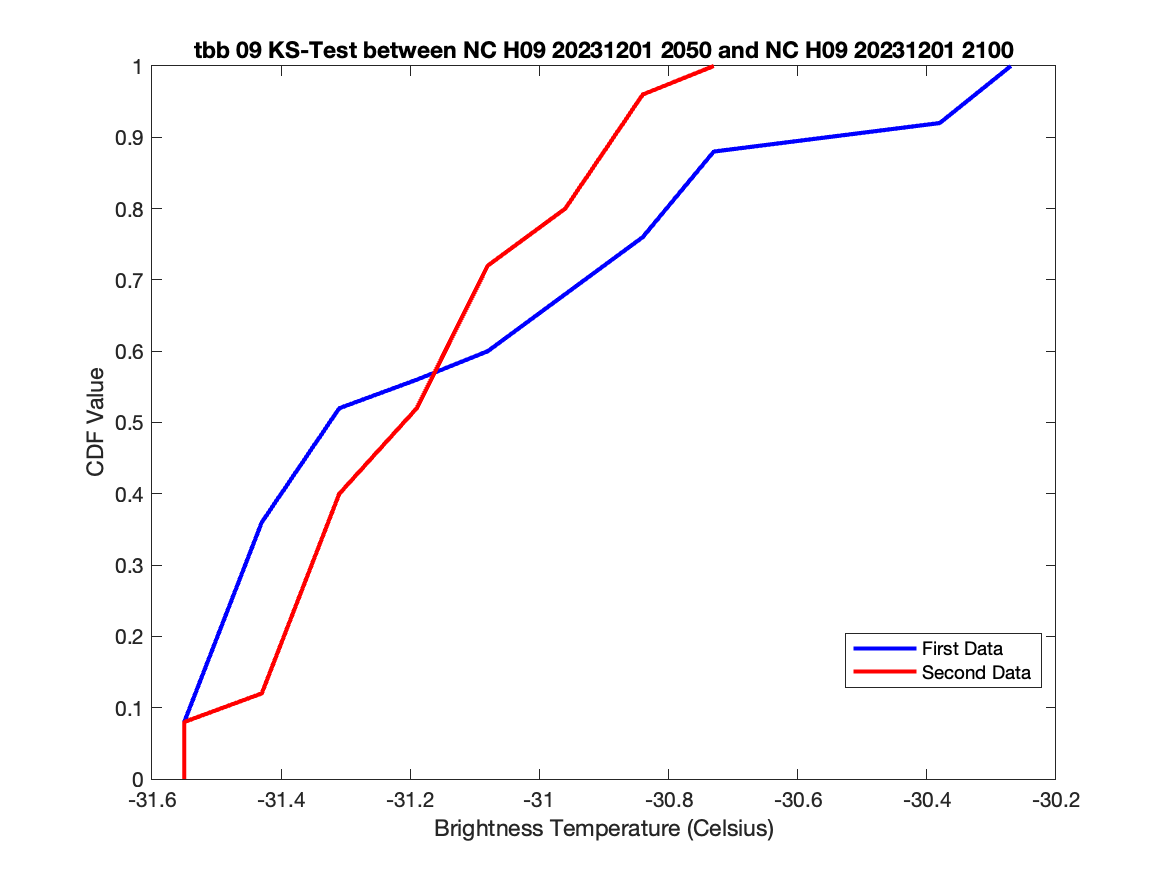 tbb 09 KS-Test between NC H09 20231201 2050 and NC H09 20231201 2100
1
0.9
0.8
0.7
0.6
0.5
0.4
0.3
0.2
0.1
0
CDF Value
First Data
Second Data
-31.6 -31.4 -31.2 -31 -30.8 -30.6 -30.4 -30.2
Brightness Temperature (Celsius)